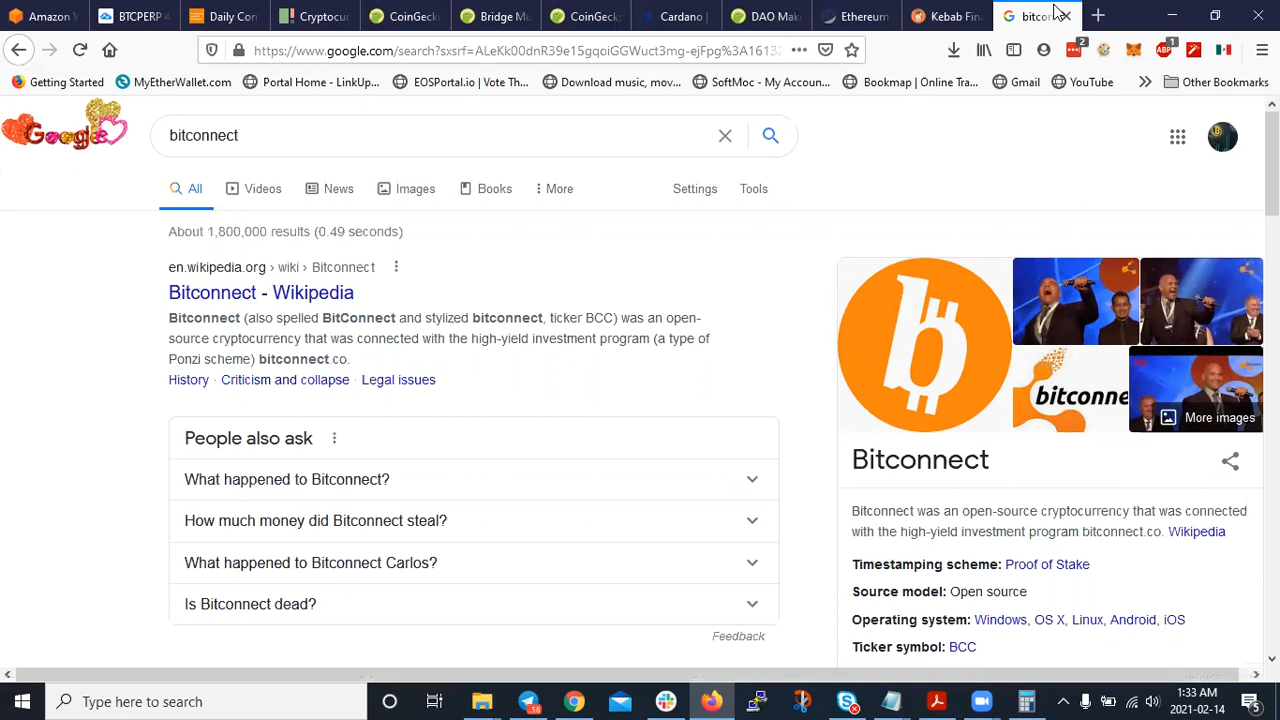 Amazon
BTCPERP
Daily Con
Cryptocur
CoinGeck
Bridge Mu
CoinGeck
Cardano |
DAO Make
Ethereum
Kebab Fin
bitcon
https://www.google.com/search?sxsrf=ALeKk00dnR39e15gqoiGGWuct3mg-ejFpg%3A1613
2
1
Getting Started
MyEtherWallet.com
Portal Home - LinkUp...
EOSPortal.io | Vote Th...
Download music, mov...
SoftMoc - My Accoun...
Bookmap | Online Tra...
Gmail
YouTube
Other Bookmarks
Google
bitconnect
All
Videos
News
Images
Books
More
Settings
Tools
About 1,800,000 results (0.49 seconds)
en.wikipedia.org › wiki › Bitconnect
Bitconnect - Wikipedia
Bitconnect (also spelled BitConnect and stylized bitconnect, ticker BCC) was an open-
source cryptocurrency that was connected with the high-yield investment program (a type of
Ponzi scheme) bitconnect.co.
History · Criticism and collapse · Legal issues
People also ask
What happened to Bitconnect?
How much money did Bitconnect steal?
What happened to Bitconnect Carlos?
Is Bitconnect dead?
Feedback
bitconne
More images
Bitconnect
Bitconnect was an open-source cryptocurrency that was connected
with the high-yield investment program bitconnect.co. Wikipedia
Timestamping scheme: Proof of Stake
Source model: Open source
Operating system: Windows, OS X, Linux, Android, iOS
Ticker symbol: BCC
Type here to search
1:33 AM
2021-02-14
5